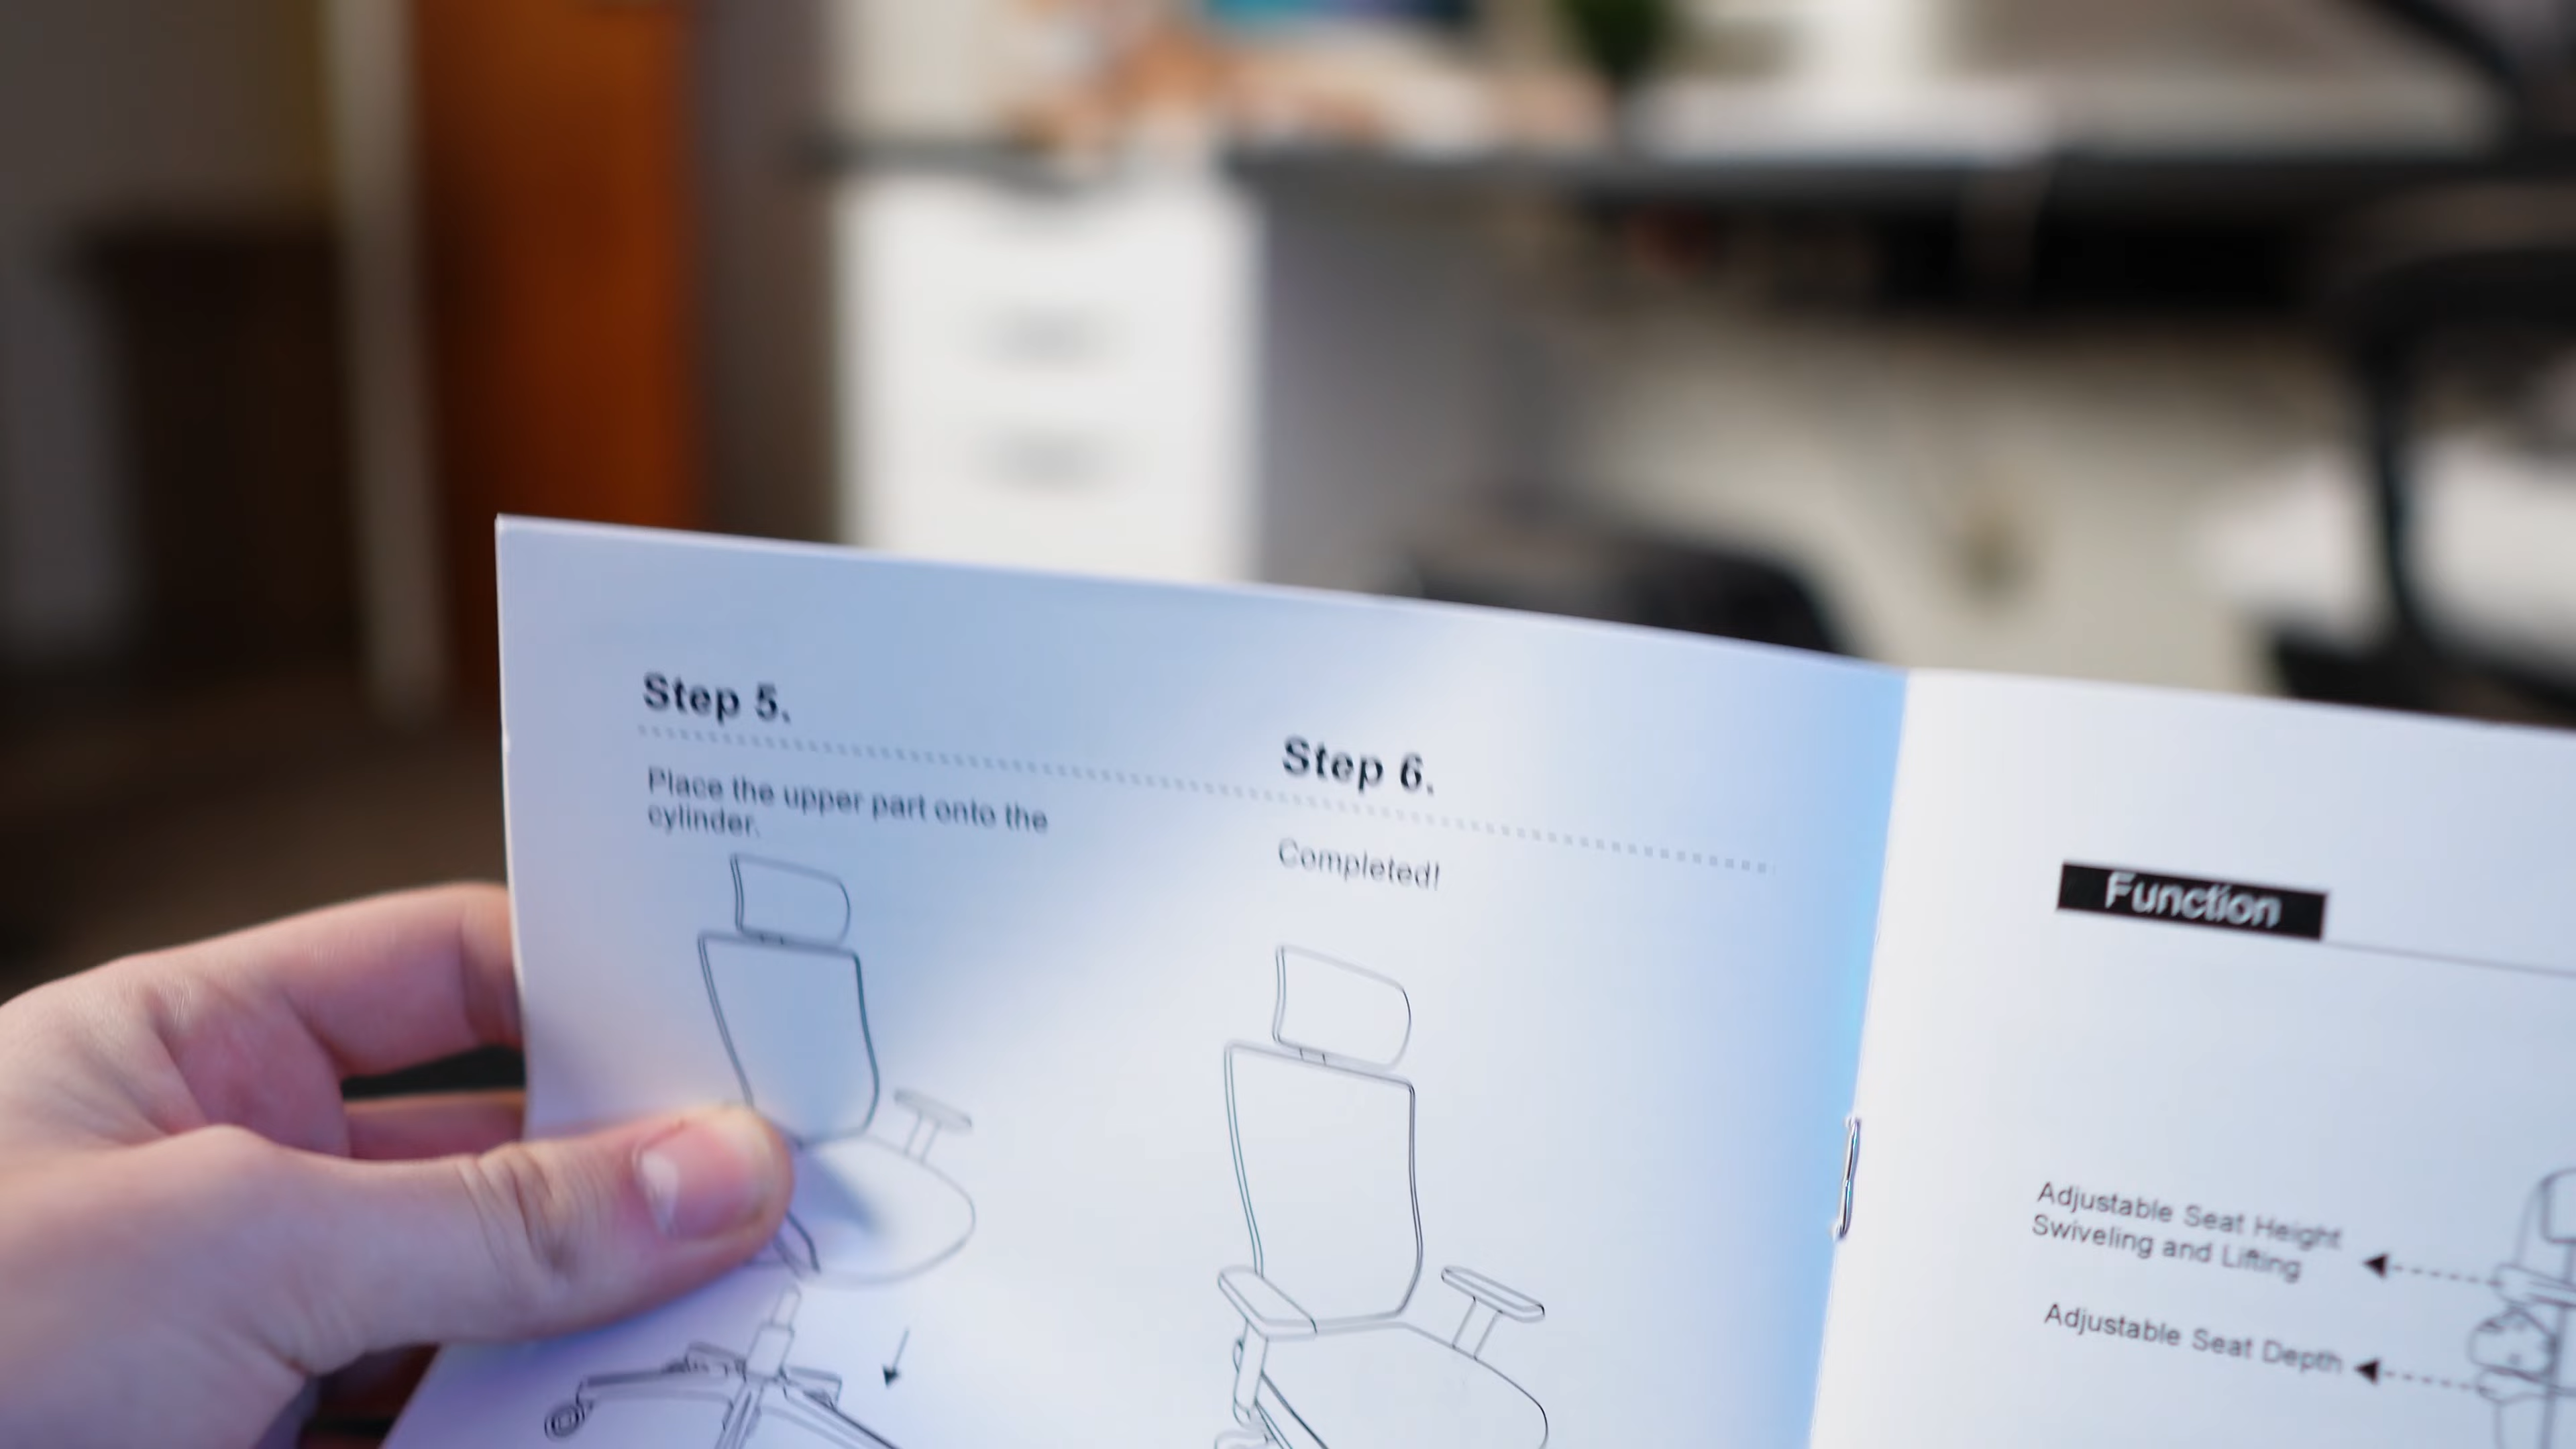 Step 5.
Place the upper part onto the
cylinder.
Step 6.
Completed!
Function
Adjustable Seat Height
Swiveling and Lifting
Adjustable Seat Depth